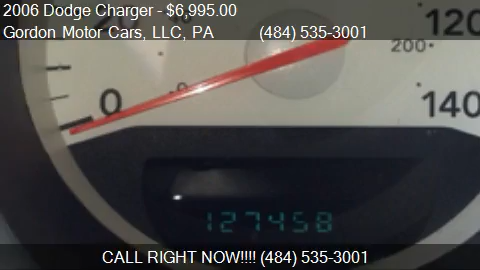 2006 Dodge Charger - $6,995.00
Gordon Motor Cars, LLC, PA (484) 535-3001
120
200
0
140
127458
CALL RIGHT NOW!!!! (484) 535-3001